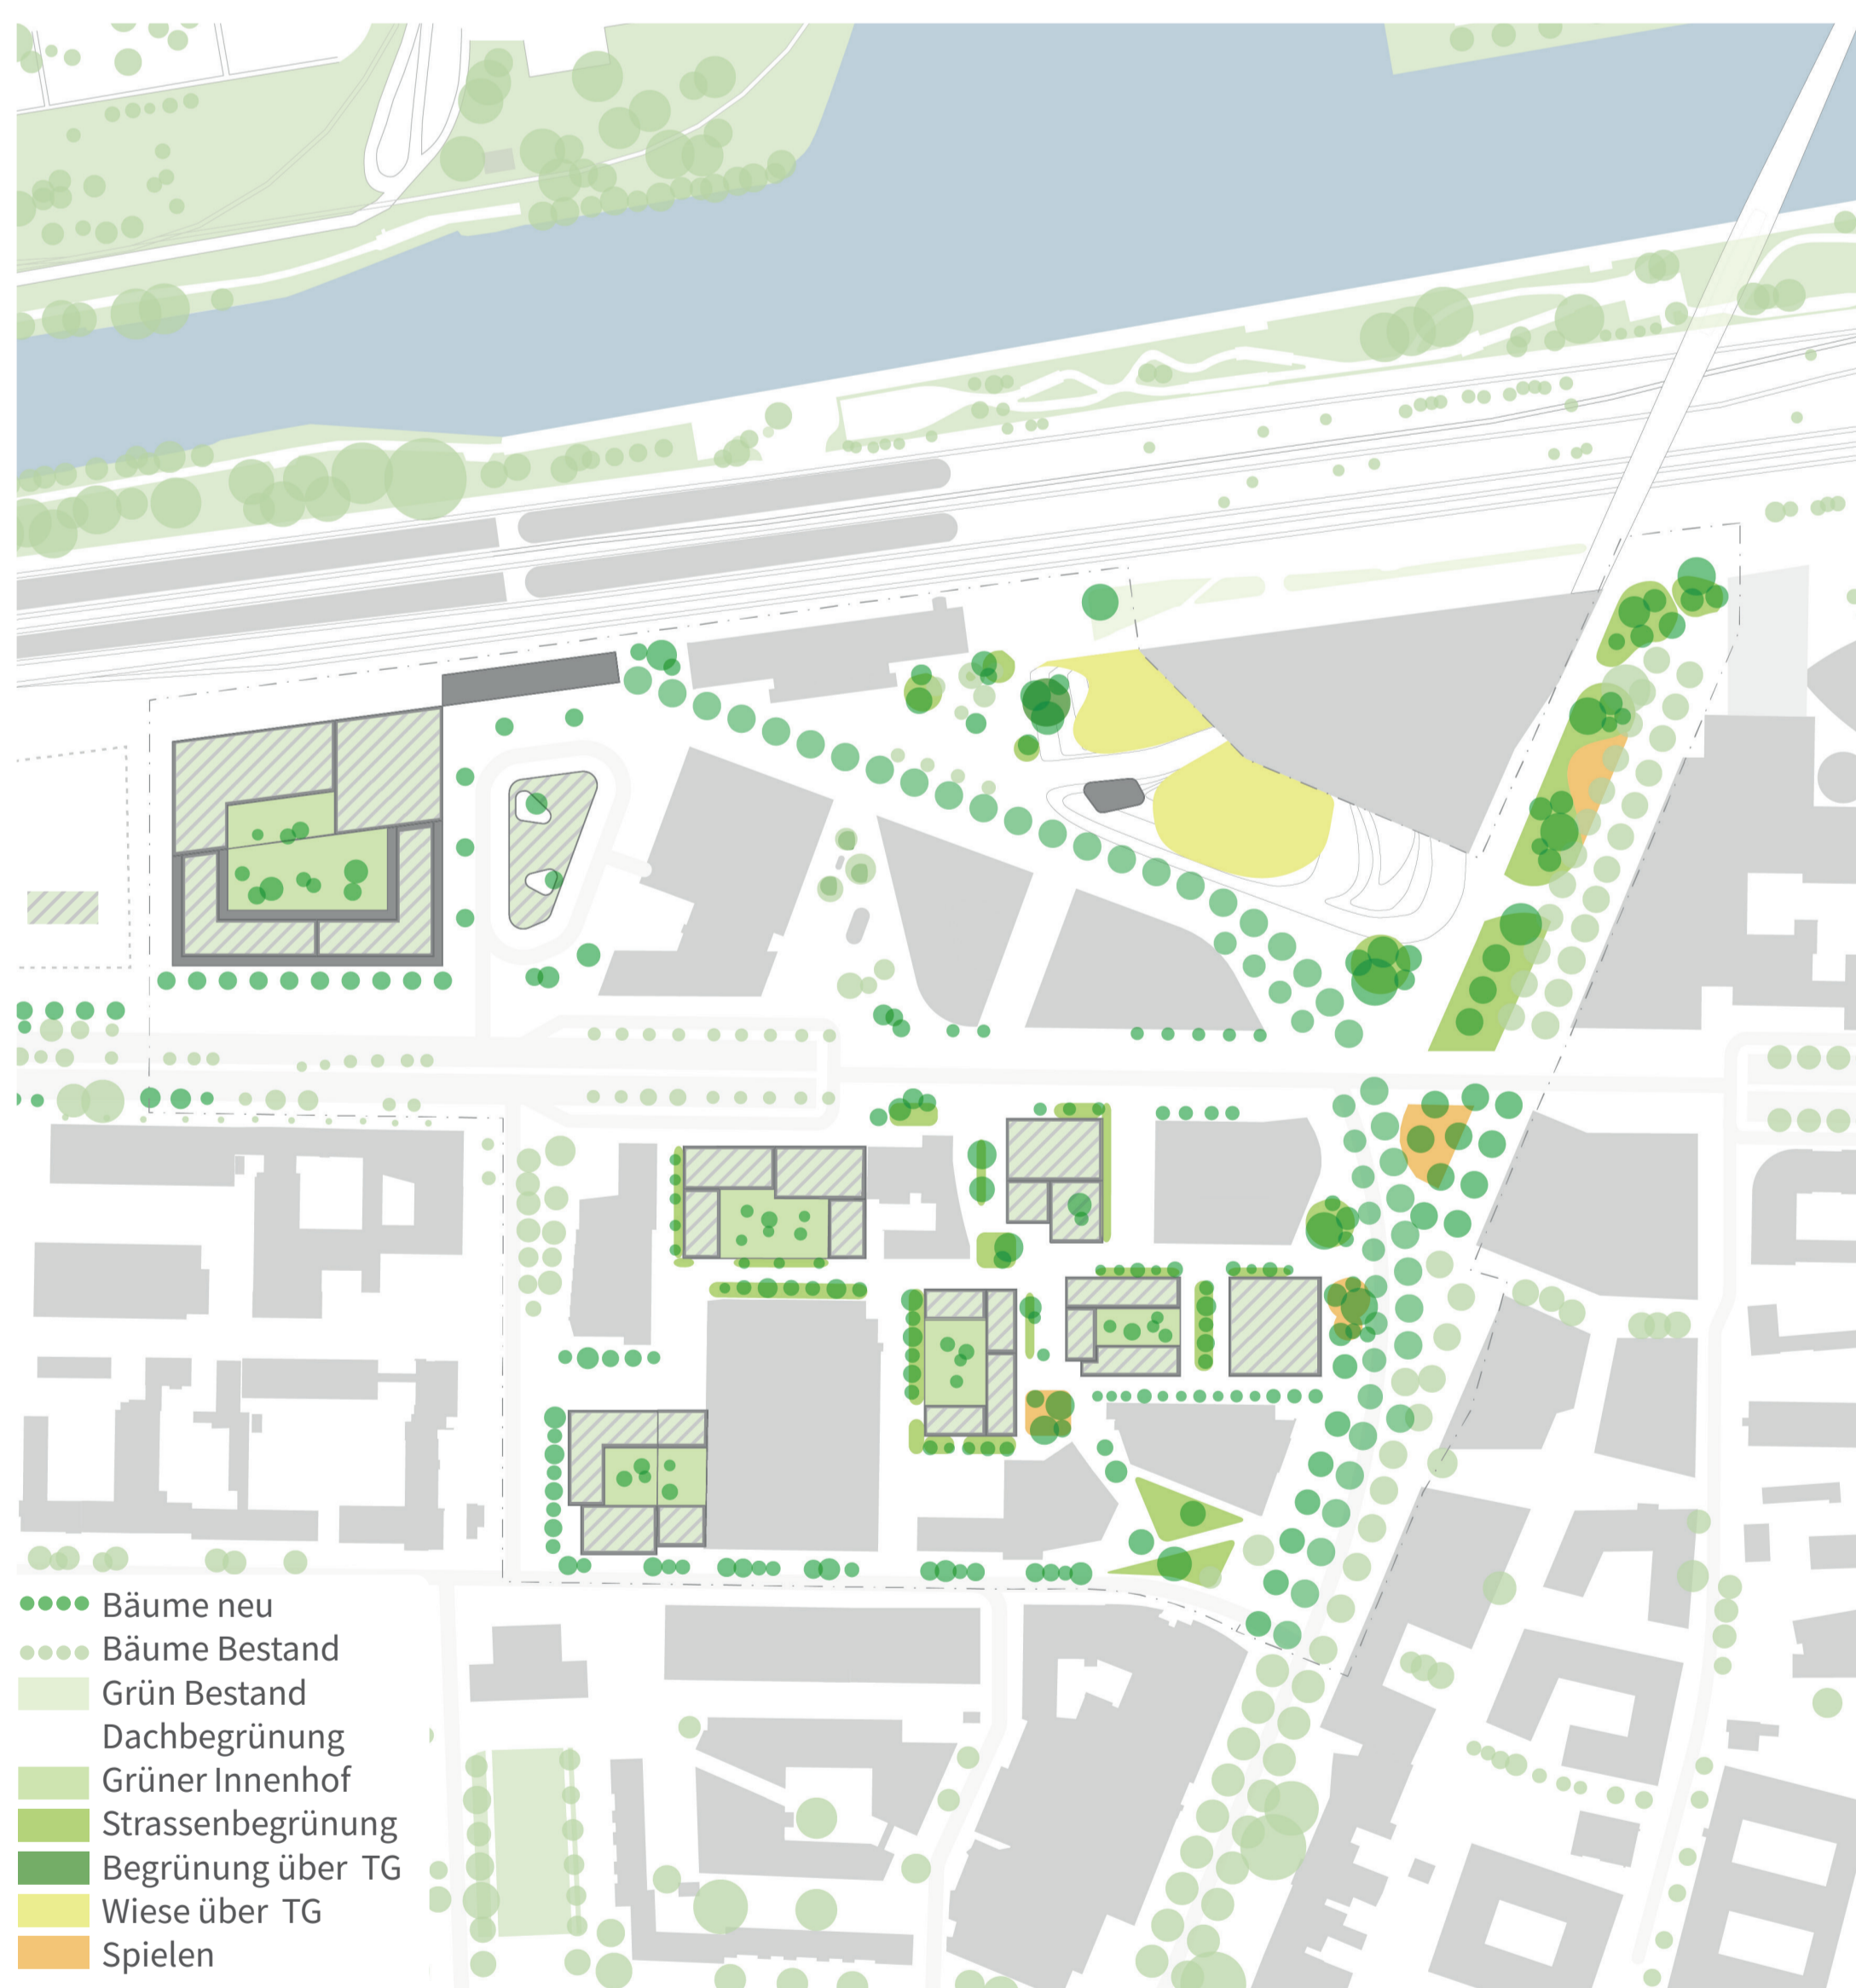 Bäume neu
Bäume Bestand
Grün Bestand
Dachbegrünung
Grüner Innenhof
Strassenbegrünung
Begrünung über TG
Wiese über TG
Spielen